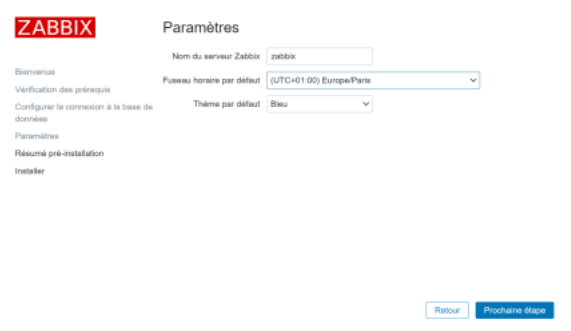 ZABBIX
Paramètres
Nom du serveur Zabbix zabbix
Fuseau horaire par défaut (UTC+01:00) Europe/Paris
Thème par défaut Bleu
Bienvenue
Vérification des prérequis
Configurer la connexion à la base de
données
Paramètres
Résumé pré-installation
Installer
Retour Prochaine étape